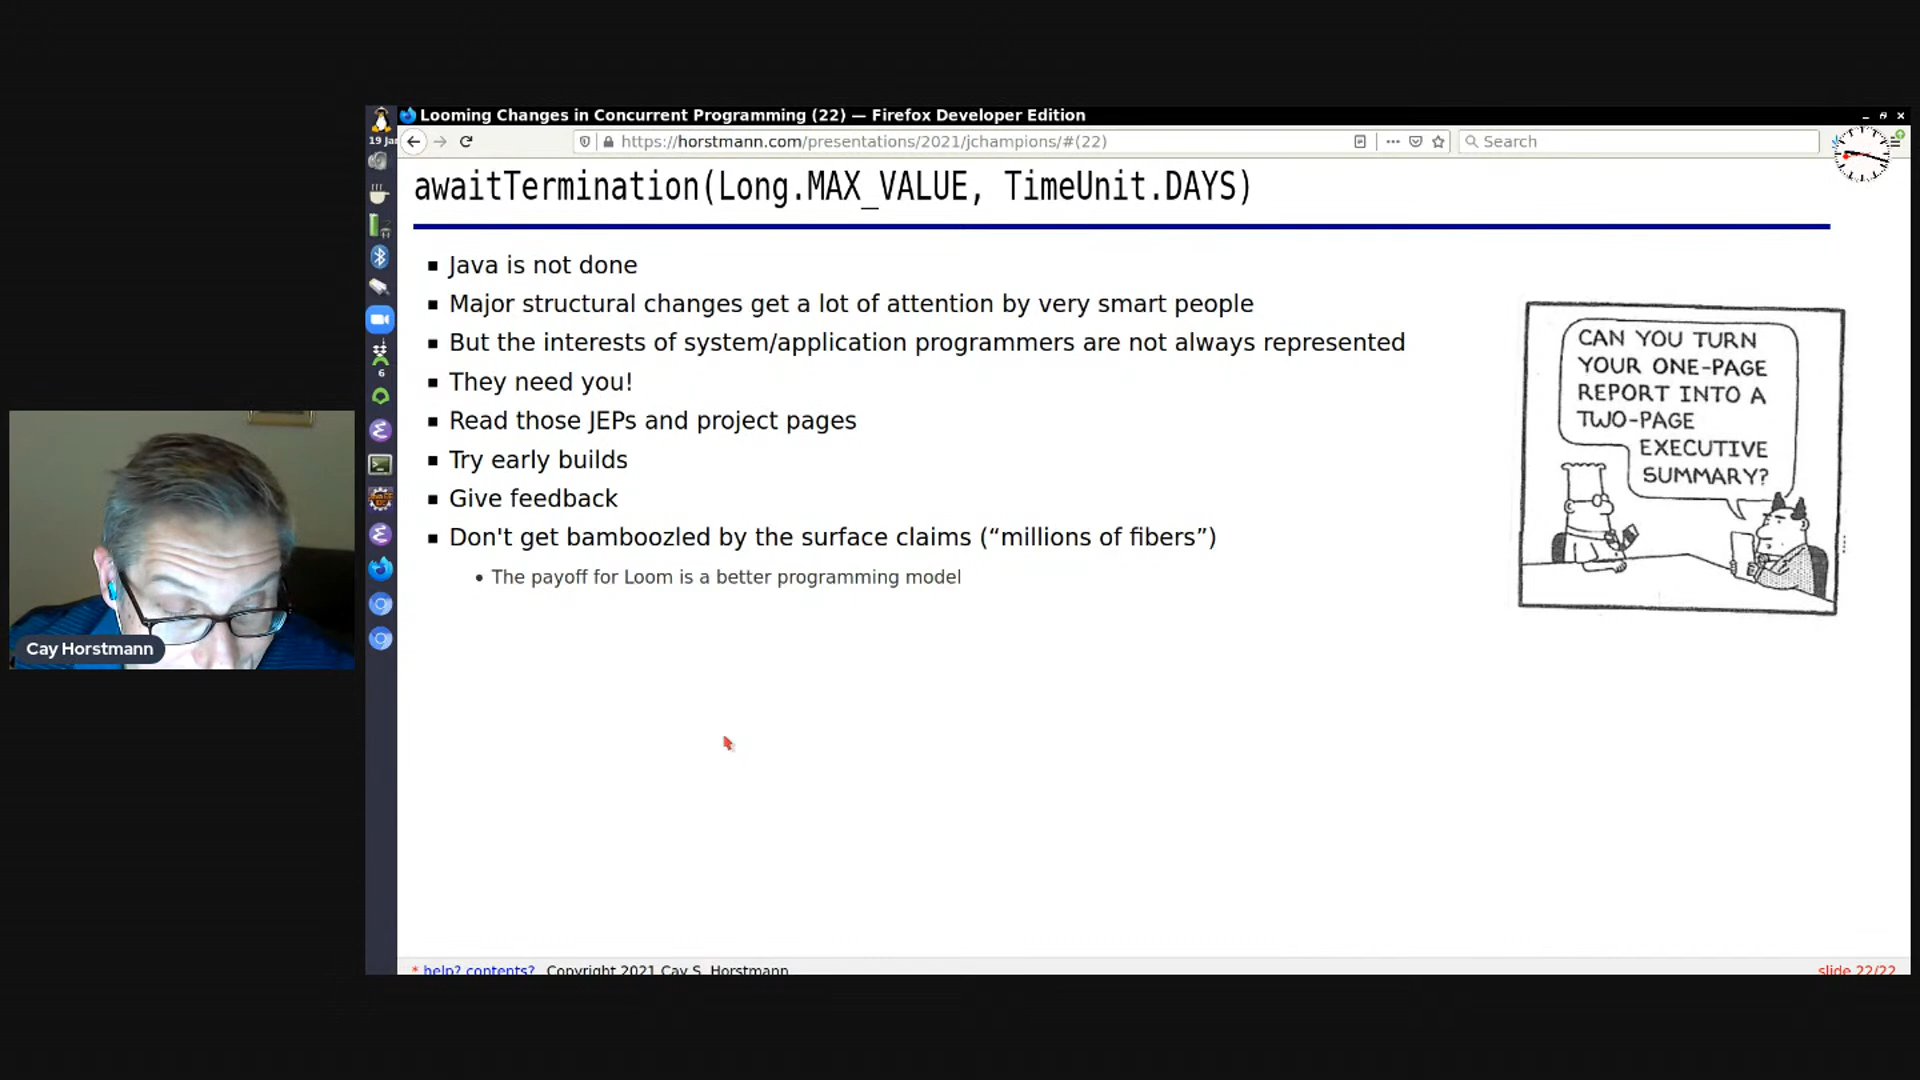 Looming Changes in Concurrent Programming (22) — Firefox Developer Edition
19 Jan
https://horstmann.com/presentations/2021/jchampions/#(22)
Search
awaitTermination(Long.MAX_VALUE, TimeUnit.DAYS)
Java is not done
Major structural changes get a lot of attention by very smart people
But the interests of system/application programmers are not always represented
They need you!
Read those JEPs and project pages
Try early builds
Give feedback
Don't get bamboozled by the surface claims (“millions of fibers”)
The payoff for Loom is a better programming model
CAN YOU TURN
YOUR ONE-PAGE
REPORT INTO A
TWO-PAGE
EXECUTIVE
SUMMARY?
6
Cay Horstmann
* help? contents? Copyright 2021 Cay S. Horstmann
slide 22/22